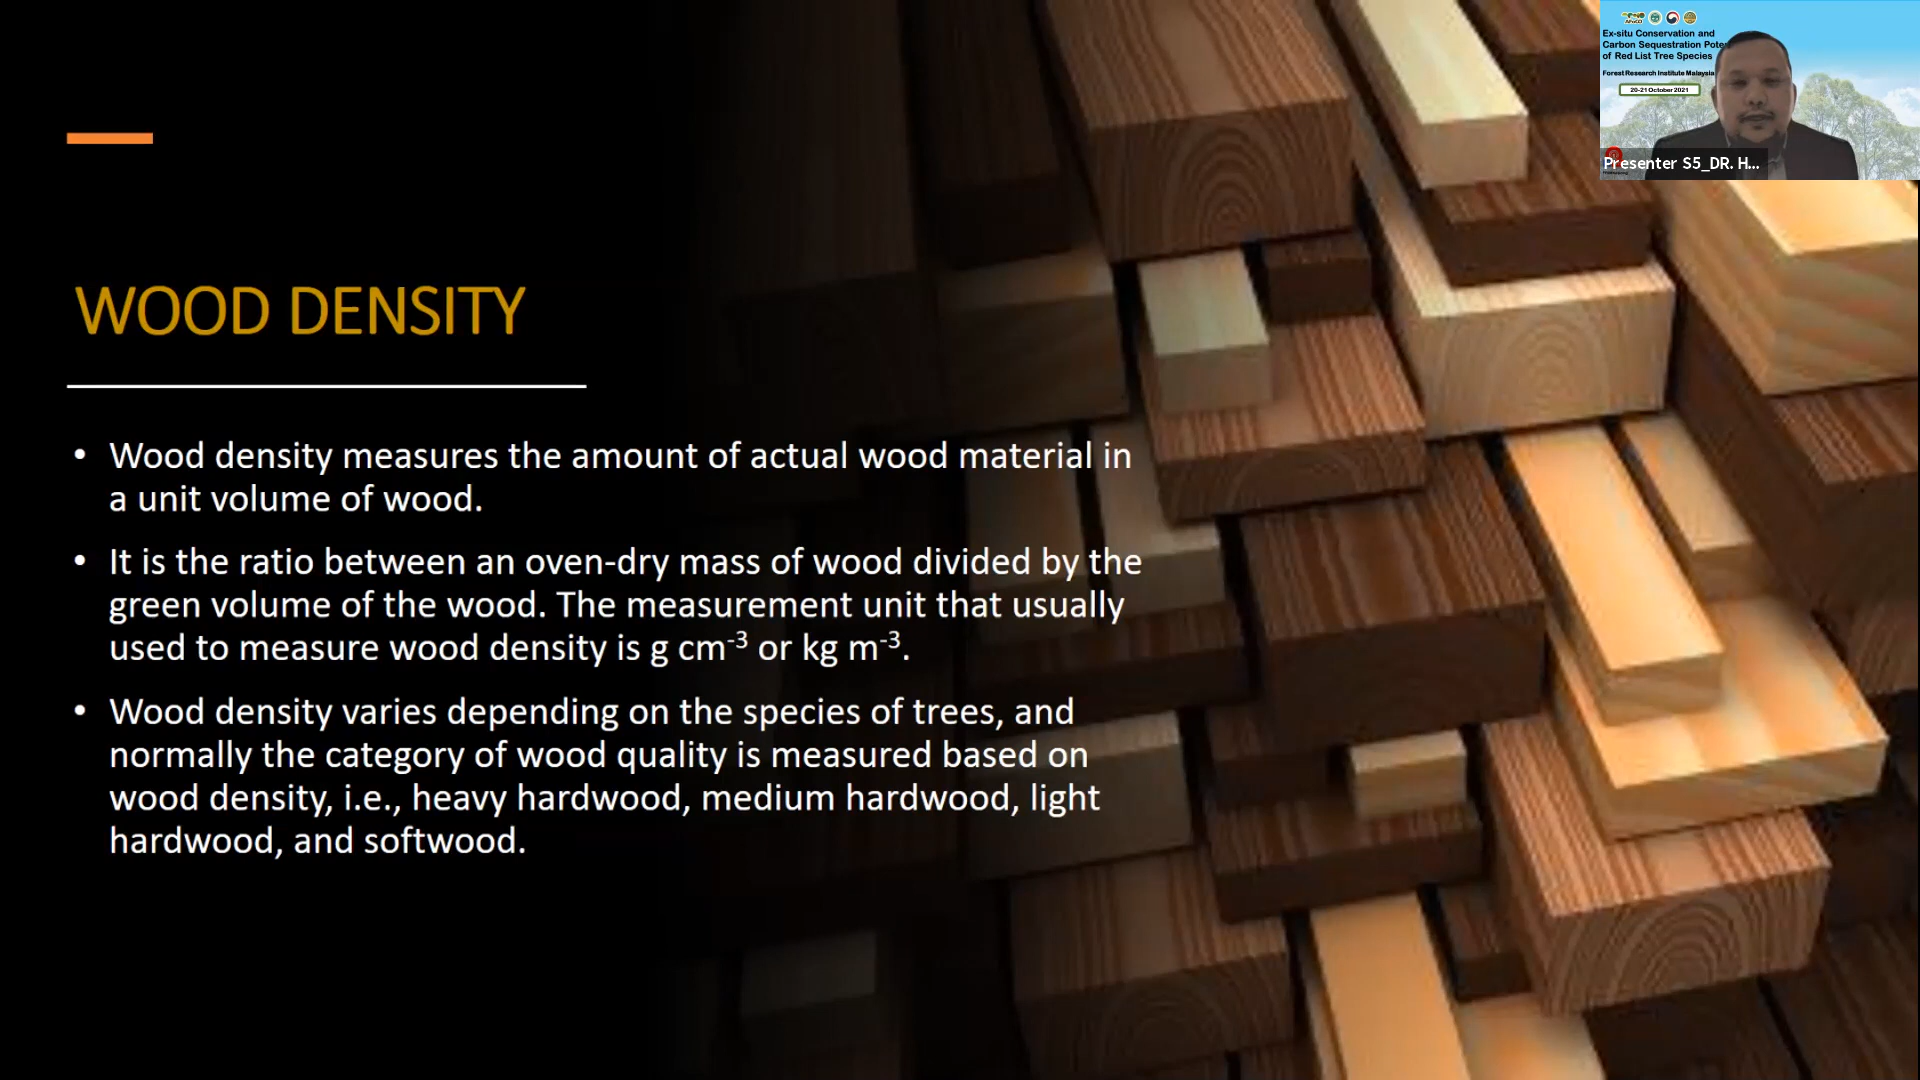 WOOD DENSITY
• Wood density measures the amount of actual wood material in
a unit volume of wood.
• It is the ratio between an oven-dry mass of wood divided by the
green volume of the wood. The measurement unit that usually
used to measure wood density is g cm⁻³ or kg m⁻³.
• Wood density varies depending on the species of trees, and
normally the category of wood quality is measured based on
wood density, i.e., heavy hardwood, medium hardwood, light
hardwood, and softwood.
Ex-situ Conservation and
Carbon Sequestration
of Red List Tree Species
Forest Research Institute Malaysia
20-21 October 2021
Presenter S5_DR. H...